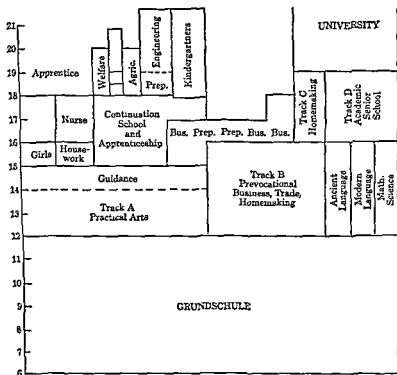 UNIVERSITY
21
20
19
18
17
16
15
14
13
12
11
10
9
8
7
6
Apprentice
Welfare
Agric.
Engineering
Prep.
Kindergartners
Nurse
Girls
House-
work
Continuation
School
and
Apprenticeship
Bus. Prep. Prep. Bus. Bus.
Track C
Homemaking
Track D
Academic
Senior
School
Guidance
Track A
Practical Arts
Track B
Prevocational
Business, Trade,
Homemaking
Ancient
Language
Modern
Language
Math.
Science
GRUNDSCHULE